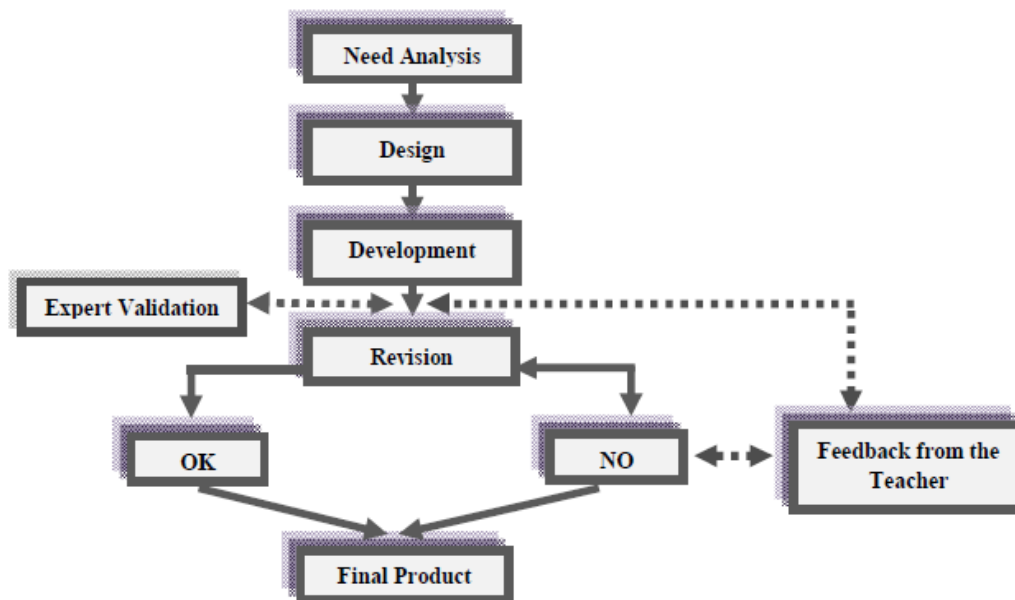 Need Analysis
Design
Development
Expert Validation
Revision
OK
NO
Feedback from the
Teacher
Final Product